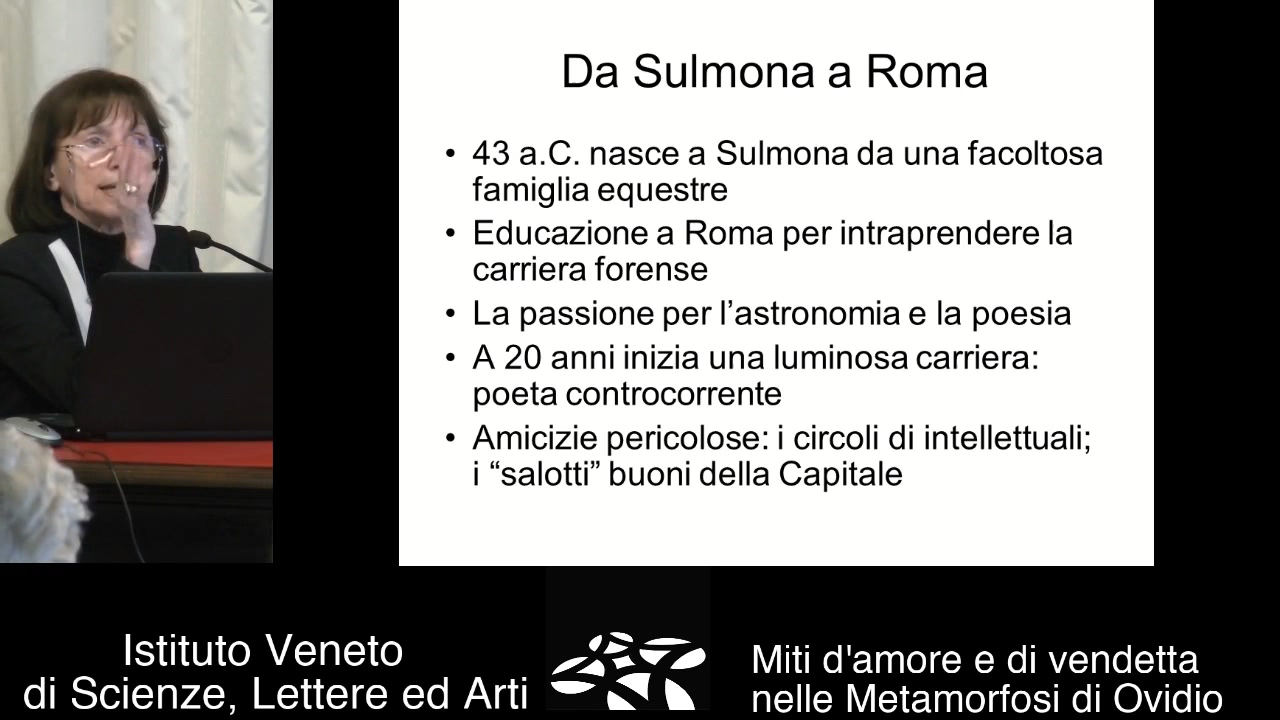 Da Sulmona a Roma
• 43 a.C. nasce a Sulmona da una facoltosa
famiglia equestre
• Educazione a Roma per intraprendere la
carriera forense
• La passione per l’astronomia e la poesia
• A 20 anni inizia una luminosa carriera:
poeta controcorrente
• Amicizie pericolose: i circoli di intellettuali;
i “salotti” buoni della Capitale
Istituto Veneto
di Scienze, Lettere ed Arti
Miti d'amore e di vendetta
nelle Metamorfosi di Ovidio